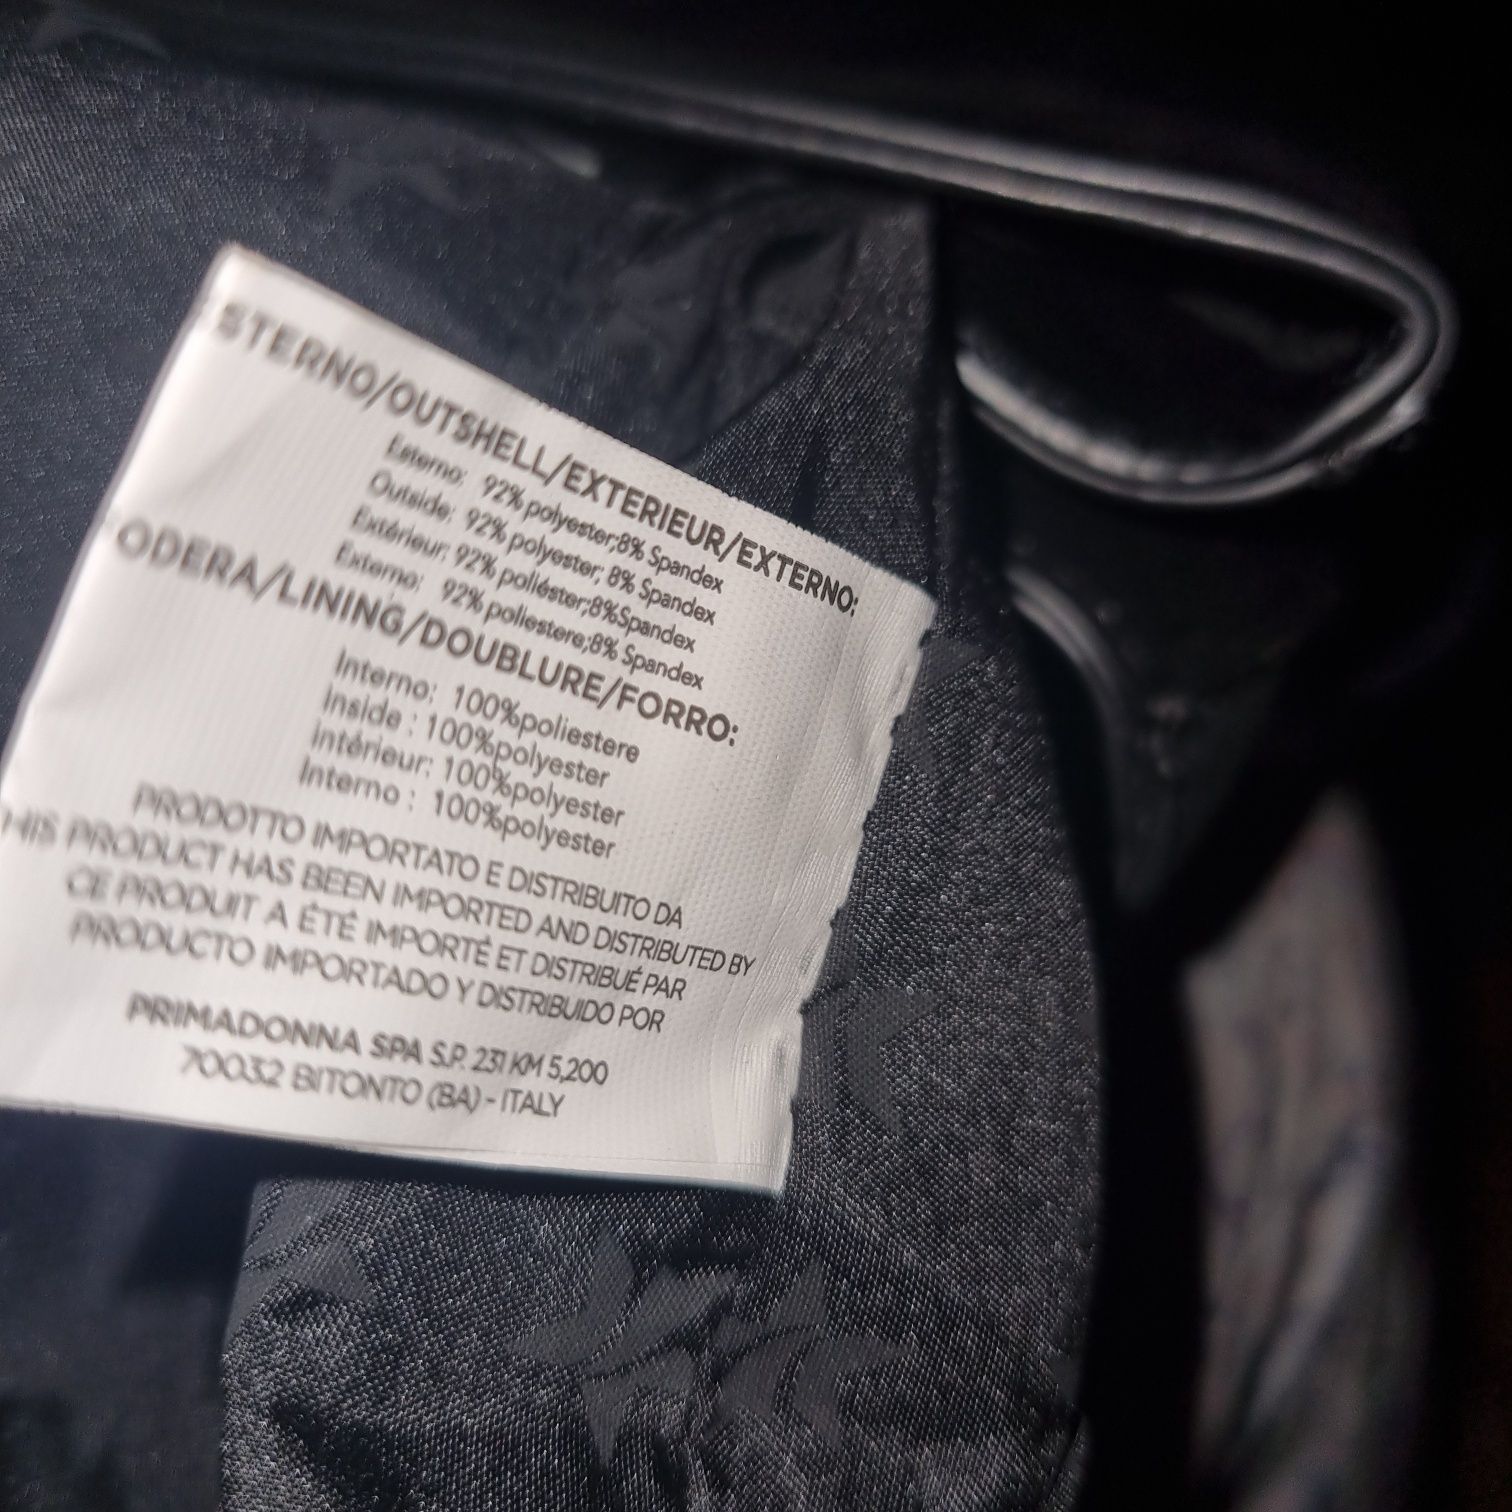 STERNO/OUTSHELL/EXTERIEUR/EXTERNO:
Esterno: 92% polyester;8% Spandex
Outside: 92% polyester; 8% Spandex
Extérieur: 92% poliéster;8%Spandex
Externo: 92% poliestere;8% Spandex
ODERA/LINING/DOUBLURE/FORRO:
Interno: 100%poliestere
Inside : 100%polyester
Intérieur: 100%polyester
Interno : 100%polyester
PRODOTTO IMPORTATO E DISTRIBUITO DA
HIS PRODUCT HAS BEEN IMPORTED AND DISTRIBUTED BY
CE PRODUIT A ÉTÉ IMPORTÉ ET DISTRIBUÉ PAR
PRODUCTO IMPORTADO Y DISTRIBUIDO POR
PRIMADONNA SPA S.P. 231 KM 5,200
70032 BITONTO (BA) - ITALY